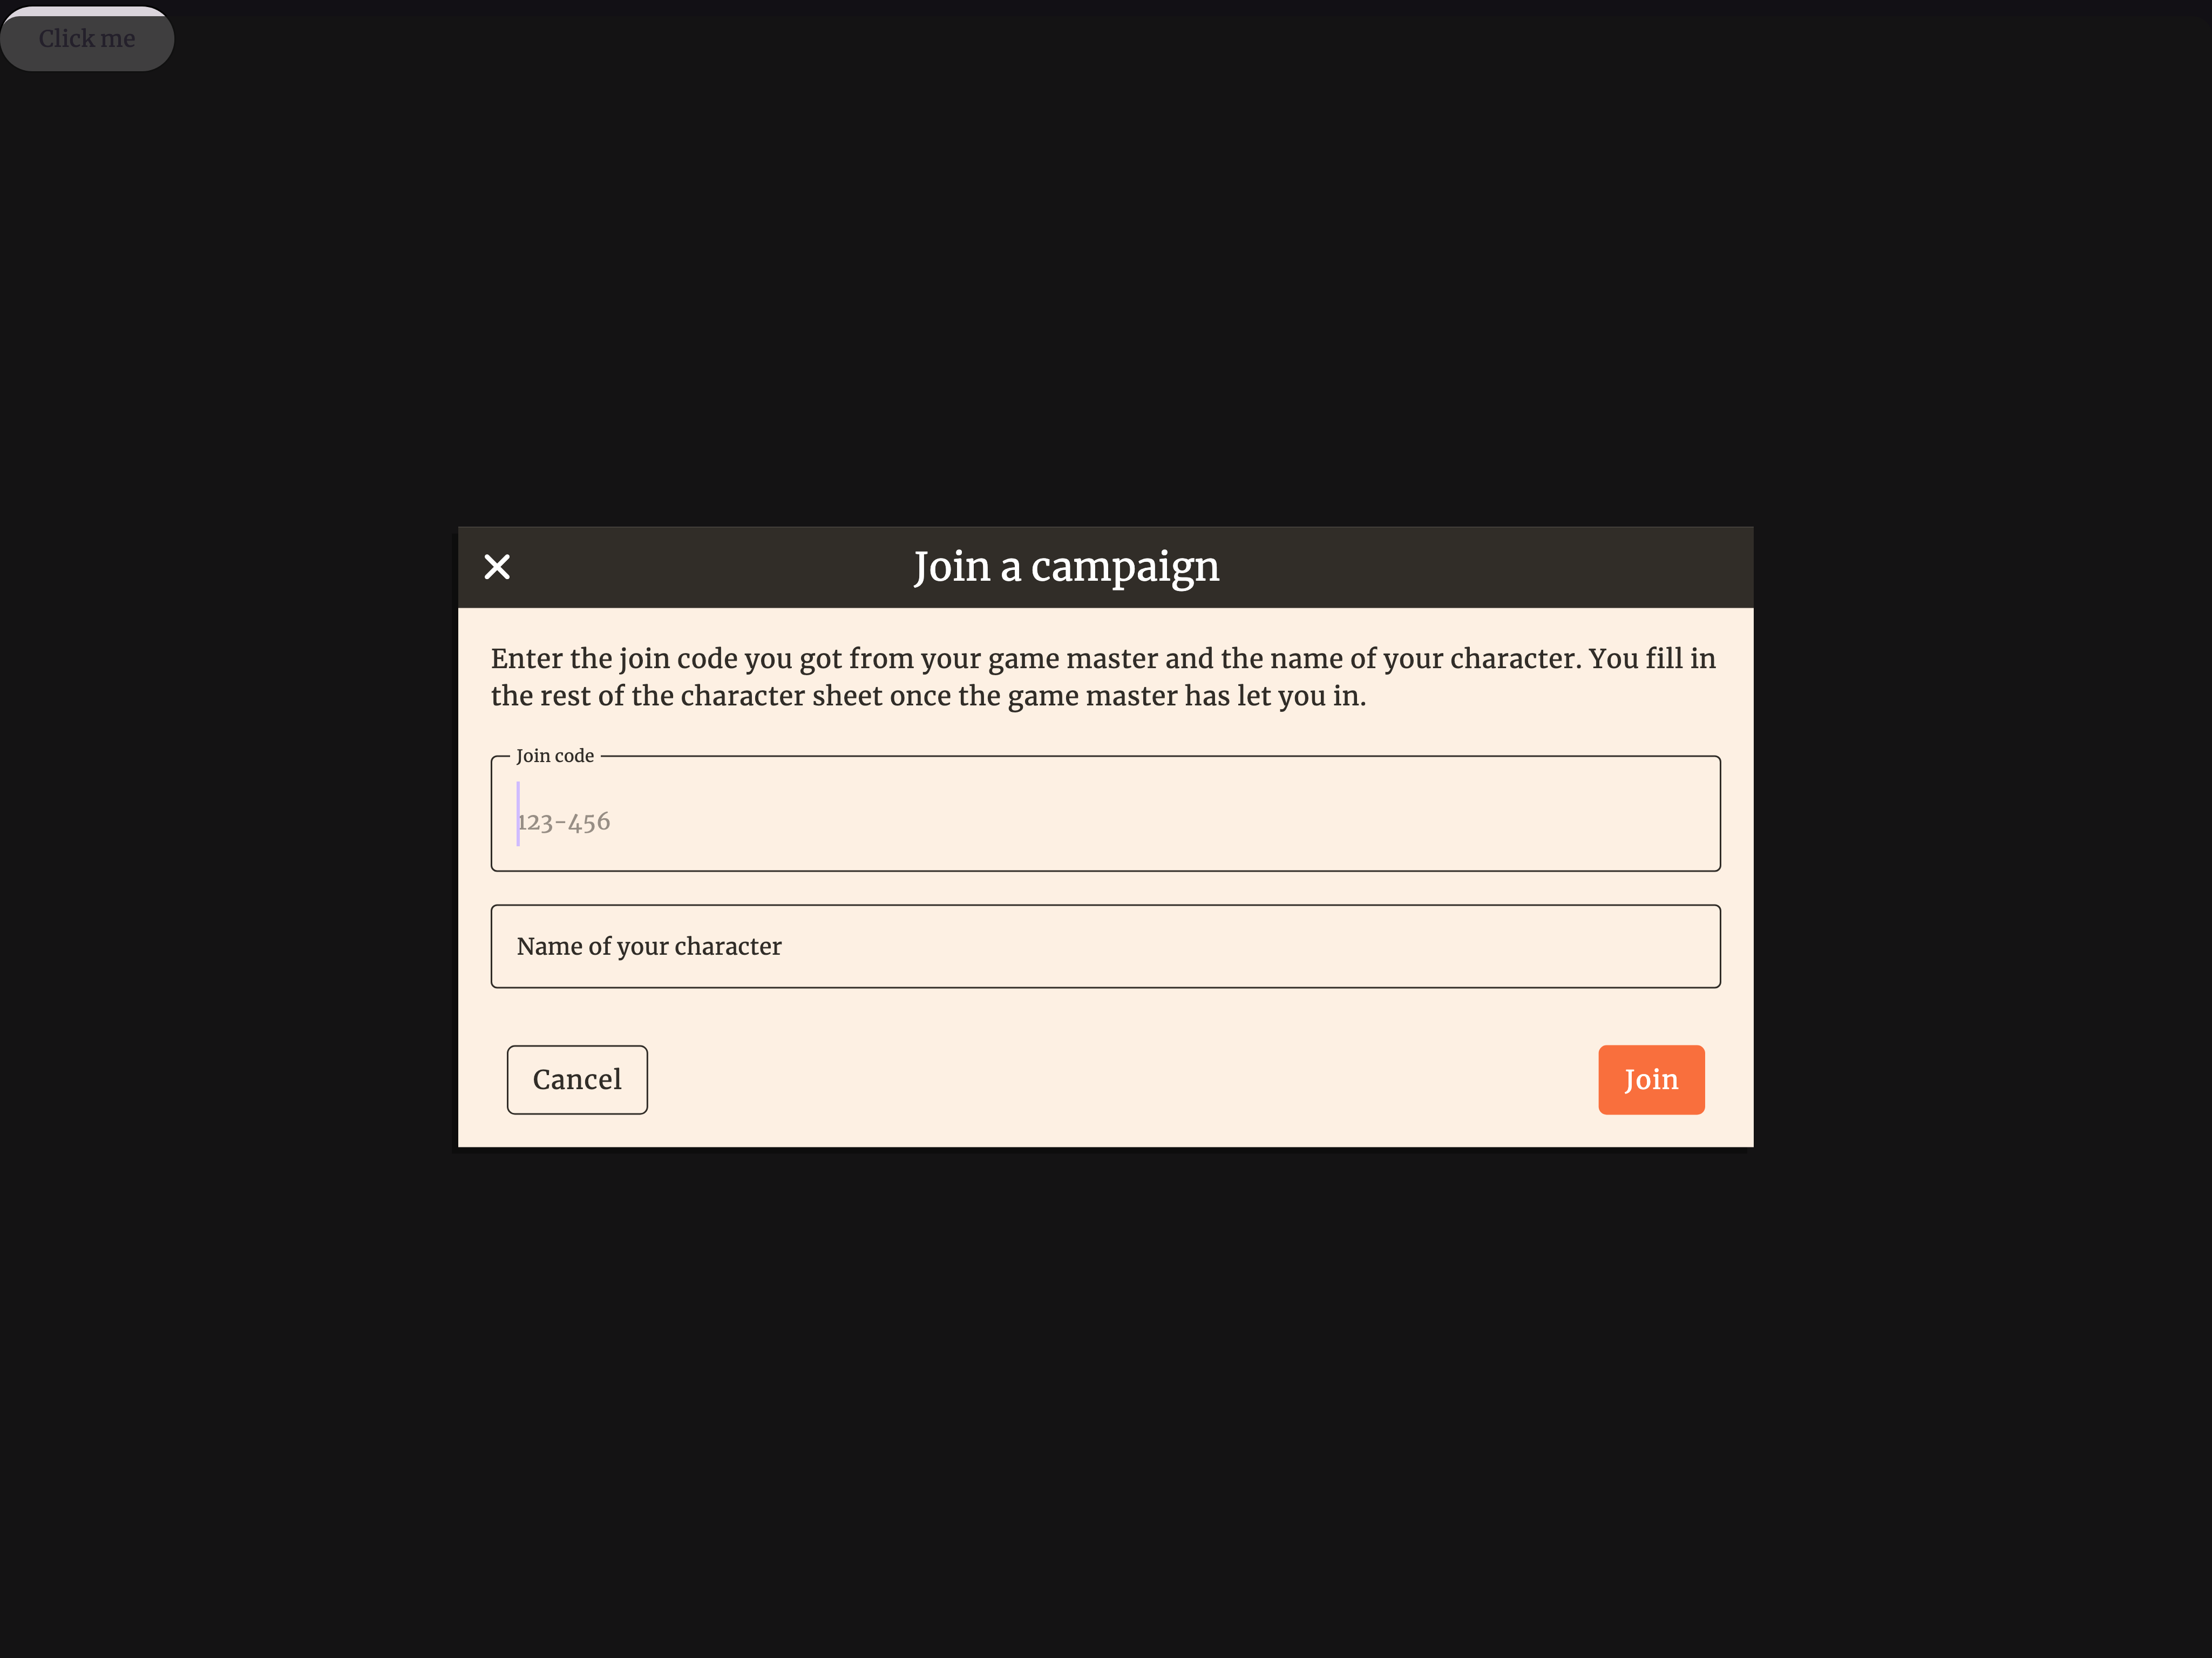 Click me
Join a campaign
Enter the join code you got from your game master and the name of your character. You fill in
the rest of the character sheet once the game master has let you in.
Join code
123-456
Name of your character
Cancel
Join